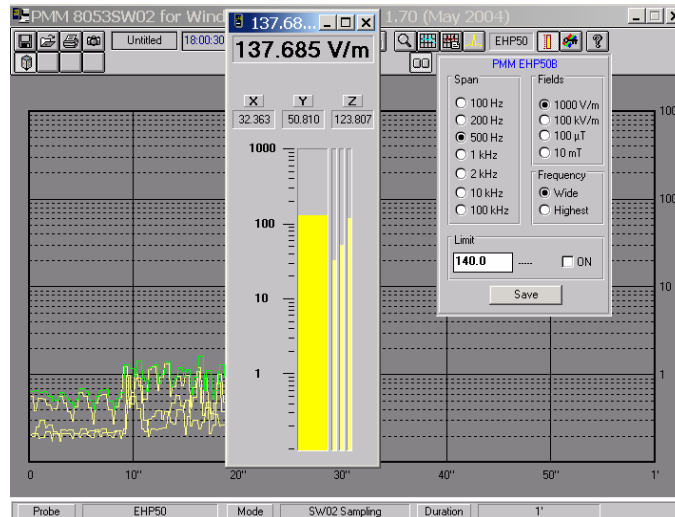 PMM 8053SW02 for Wind
137.68...
1.70 (May 2004)
Untitled
18:00:30
EHP50
137.685 V/m
X
Y
Z
32.363
50.810
123.807
1000
100
10
1
PMM EHP50B
Span
100 Hz
200 Hz
500 Hz
1 kHz
2 kHz
10 kHz
100 kHz
Fields
1000 V/m
100 kV/m
100 µT
10 mT
Frequency
Wide
Highest
Limit
140.0
-----
ON
Save
100
10
10
1
0
10"
20"
30"
40"
50"
1'
Probe
EHP50
Mode
SW02 Sampling
Duration
1'